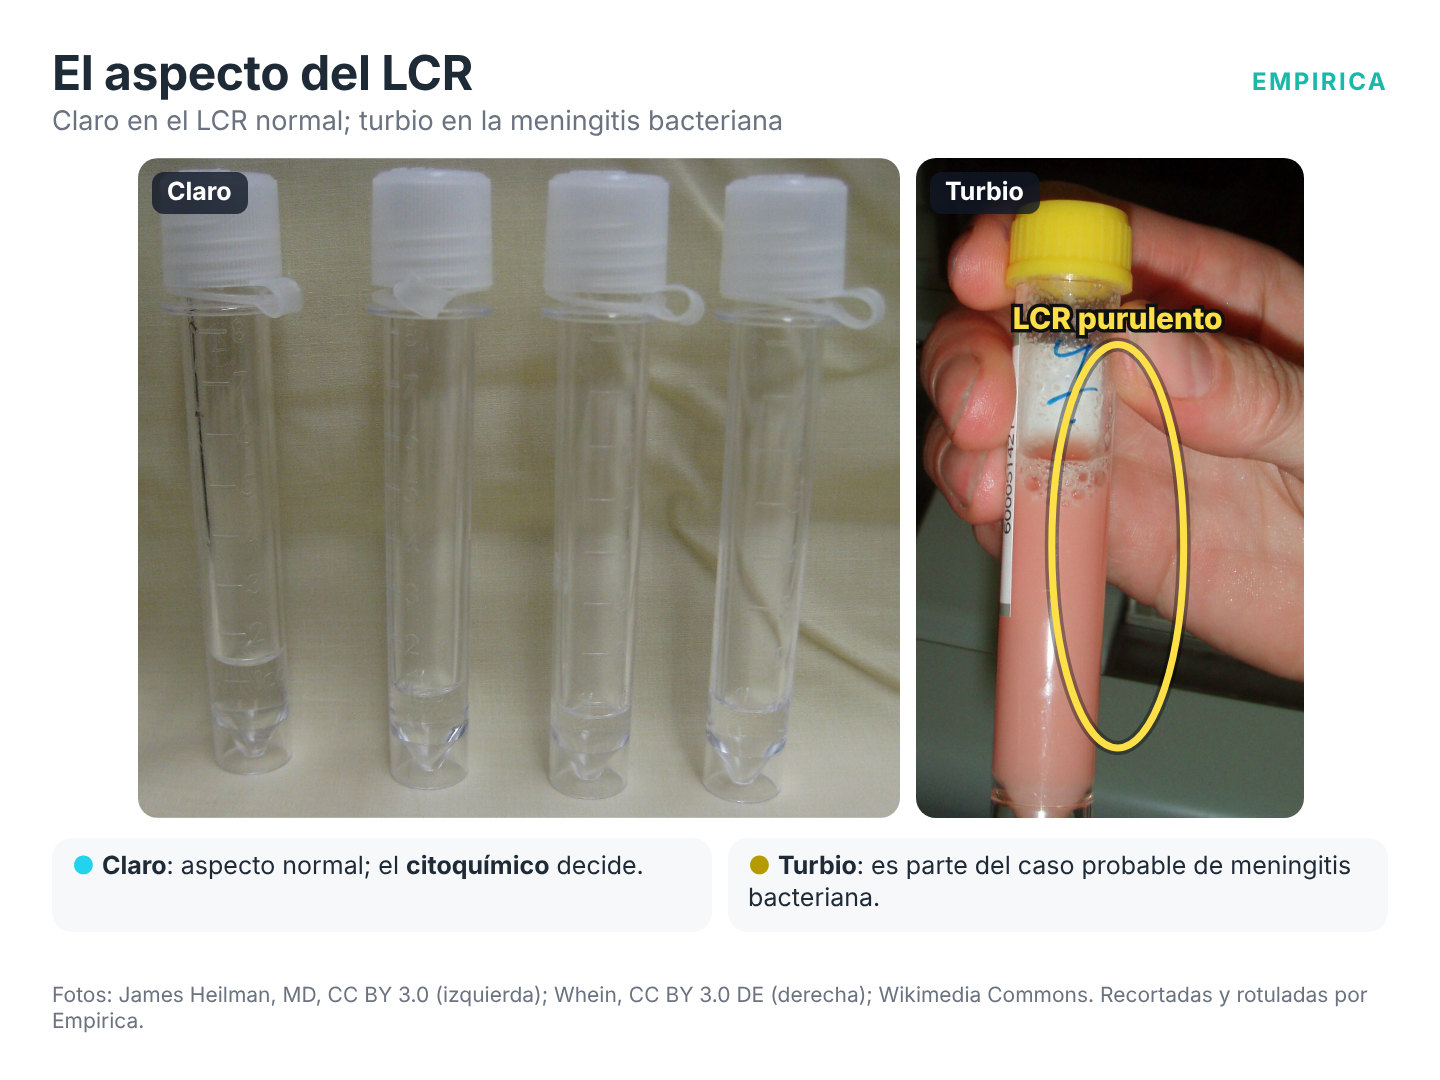 El aspecto del LCR
EMPIRICA
Claro en el LCR normal; turbio en la meningitis bacteriana
Claro
Turbio
LCR purulento
Claro: aspecto normal; el citoquímico decide.
Turbio: es parte del caso probable de meningitis
bacteriana.
Fotos: James Heilman, MD, CC BY 3.0 (izquierda); Whein, CC BY 3.0 DE (derecha); Wikimedia Commons. Recortadas y rotuladas por
Empirica.